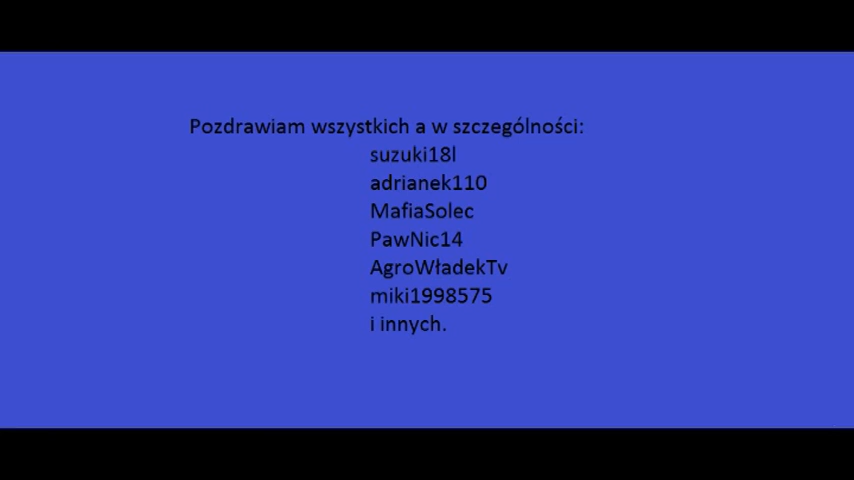 Pozdrawiam wszystkich a w szczególności:
suzuki18l
adrianek110
MafiaSolec
PawNic14
AgroWładekTv
miki1998575
i innych.